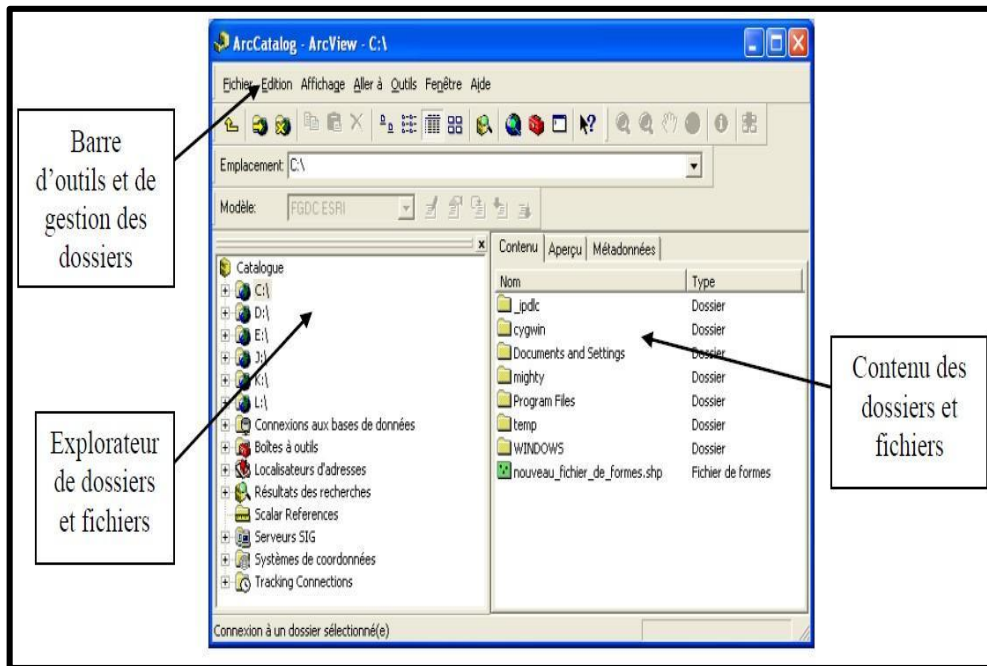 ArcCatalog - ArcView - C:\
Fichier Edition Affichage Aller à Outils Fenêtre Aide
Emplacement: C:\
Modèle: FGDC ESRI
Catalogue
C:\
D:\
E:\
J:\
K:\
L:\
Connexions aux bases de données
Boîtes à outils
Localisateurs d'adresses
Résultats des recherches
Scalar References
Serveurs SIG
Systèmes de coordonnées
Tracking Connections
Contenu Aperçu Métadonnées
Nom Type
_jpdlc Dossier
cygwin Dossier
Documents and Settings Dossier
mighty Dossier
Program Files Dossier
temp Dossier
WINDOWS Dossier
nouveau_fichier_de_formes.shp Fichier de formes
Connexion à un dossier sélectionné(e)
Barre
d'outils et de
gestion des
dossiers
Explorateur
de dossiers
et fichiers
Contenu des
dossiers et
fichiers